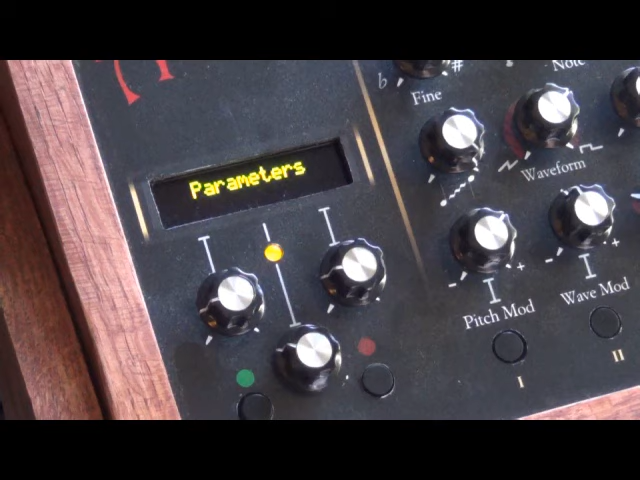 Note
♭ #
Fine
Parameters
Waveform
- +
- +
Pitch Mod
Wave Mod
I
II